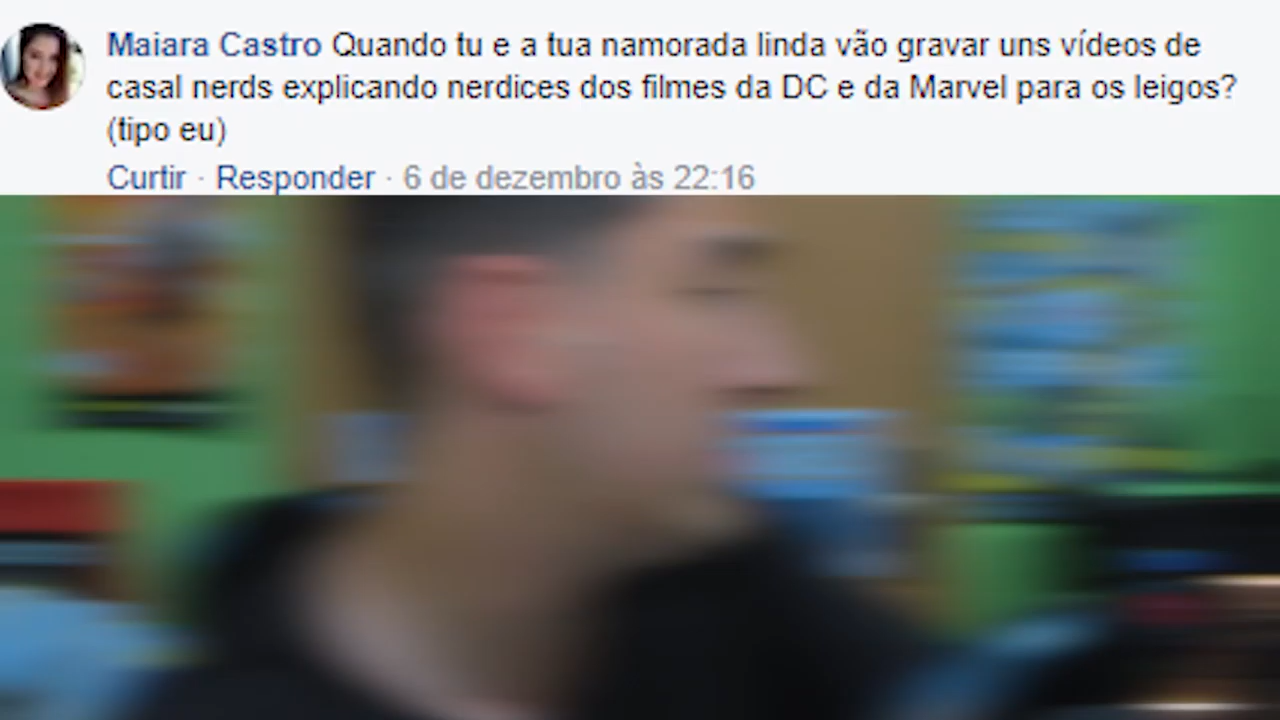 Maiara Castro Quando tu e a tua namorada linda vão gravar uns vídeos de
casal nerds explicando nerdices dos filmes da DC e da Marvel para os leigos?
(tipo eu)
Curtir · Responder · 6 de dezembro às 22:16